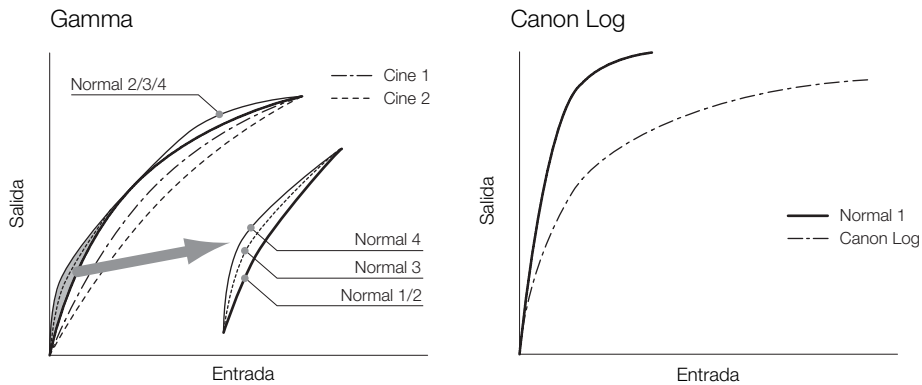 Gamma
Normal 2/3/4
Cine 1
Cine 2
Salida
Normal 4
Normal 3
Normal 1/2
Entrada
Canon Log
Salida
Normal 1
Canon Log
Entrada